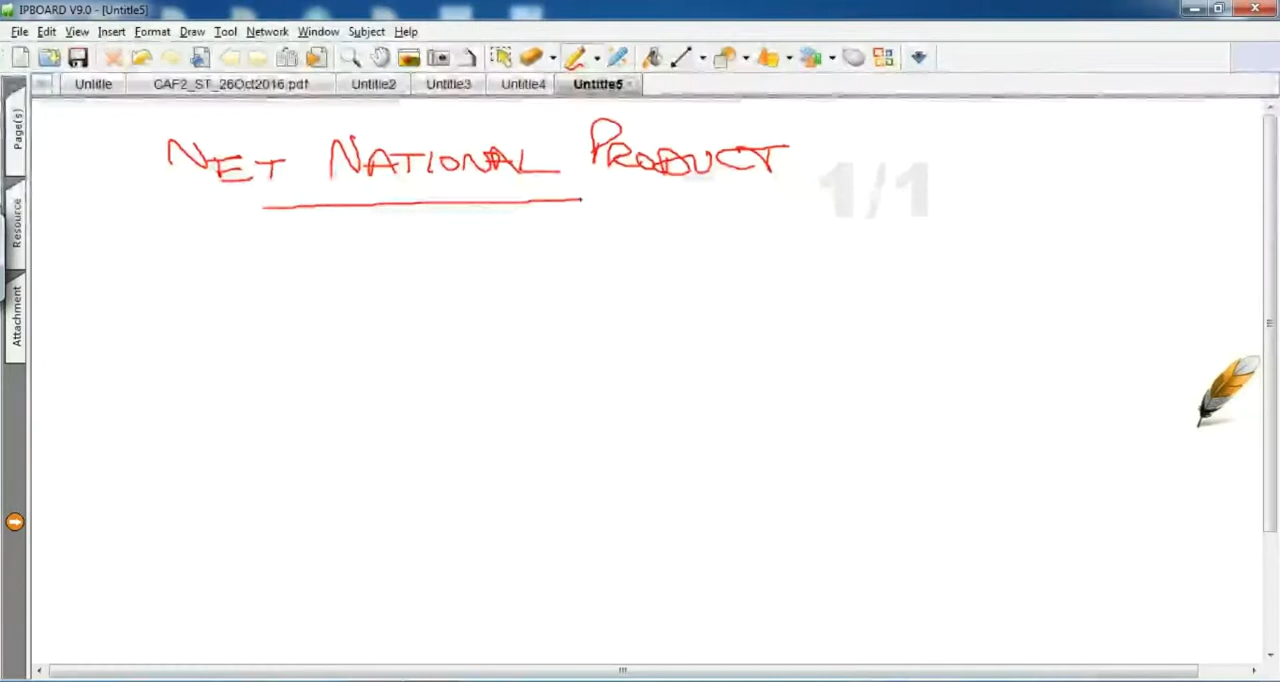 IPBOARD V9.0 - [Untitle5]
File Edit View Insert Format Draw Tool Network Window Subject Help
Untitle CAF2_ST_26Oct2016.pdf Untitle2 Untitle3 Untitle4 Untitle5
Page(s)
Resource
Attachment
NET NATIONAL PRODUCT
1/1